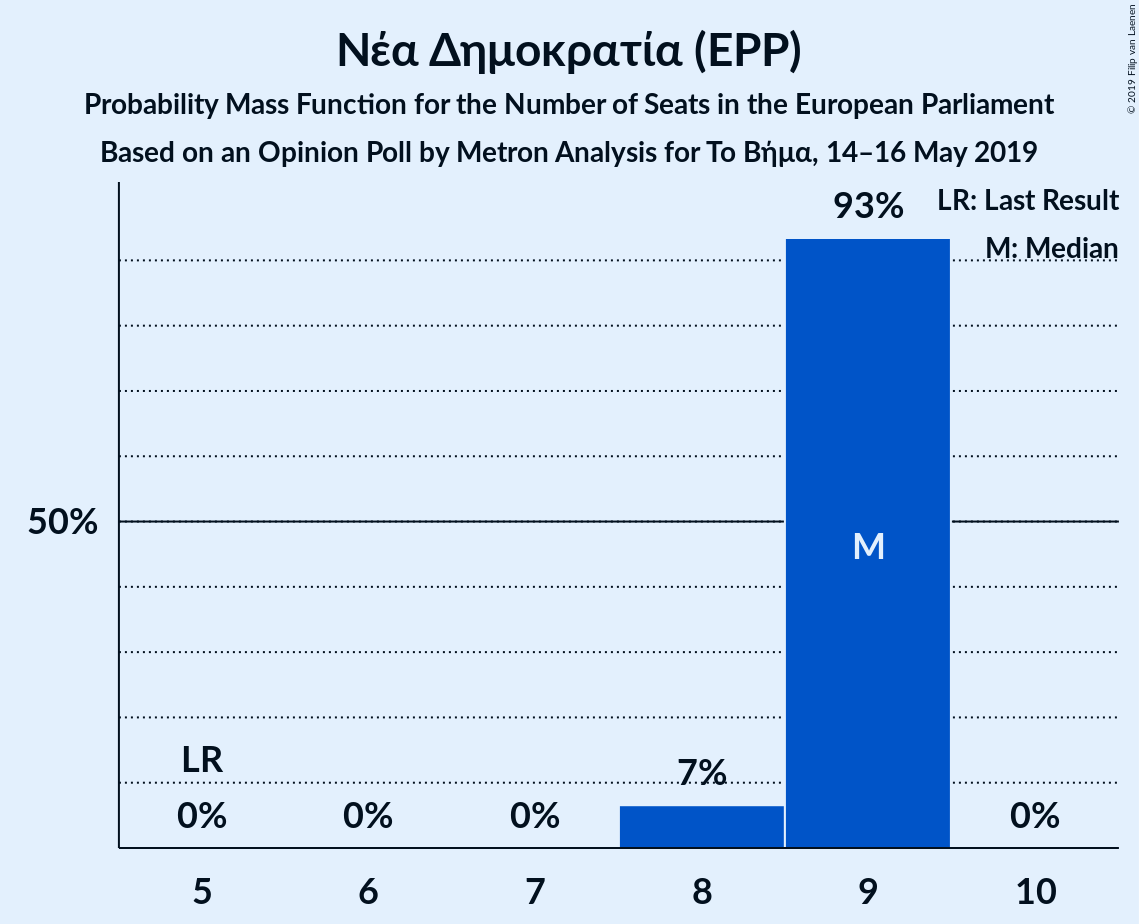 Νέα Δημοκρατία (EPP)
Probability Mass Function for the Number of Seats in the European Parliament
Based on an Opinion Poll by Metron Analysis for Το Βήμα, 14–16 May 2019
© 2019 Filip van Laenen
LR: Last Result
M: Median
93%
50%
M
LR
7%
0%
0%
0%
0%
5
6
7
8
9
10